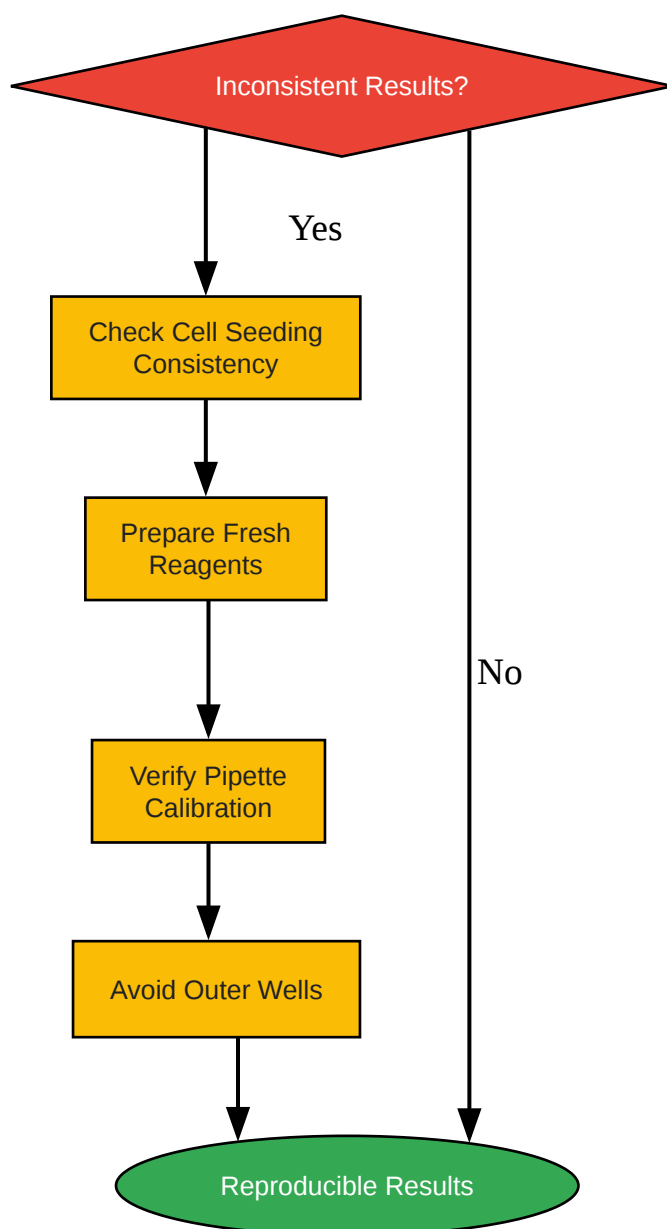 Inconsistent Results?
Yes
Check Cell Seeding
Consistency
Prepare Fresh
Reagents
No
Verify Pipette
Calibration
Avoid Outer Wells
Reproducible Results